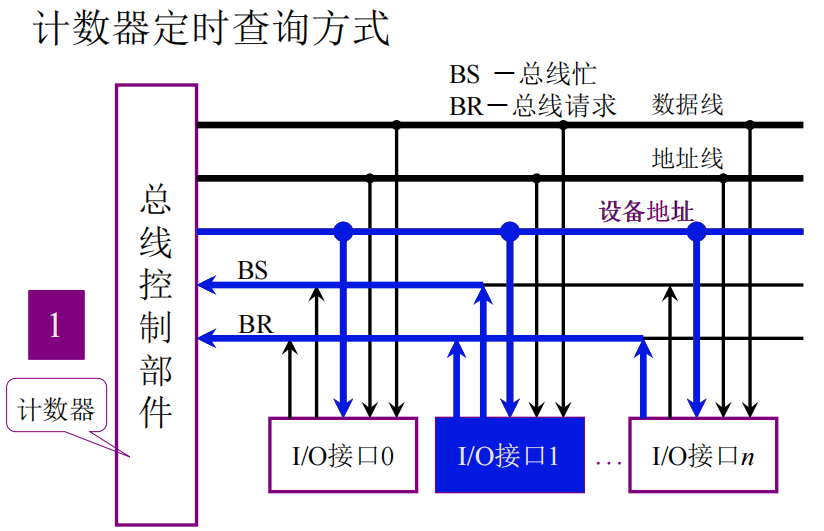 计数器定时查询方式
BS －总线忙
BR－总线请求
数据线
地址线
设备地址
BS
BR
总线控制部件
1
计数器
I/O接口0
I/O接口1
…
I/O接口n